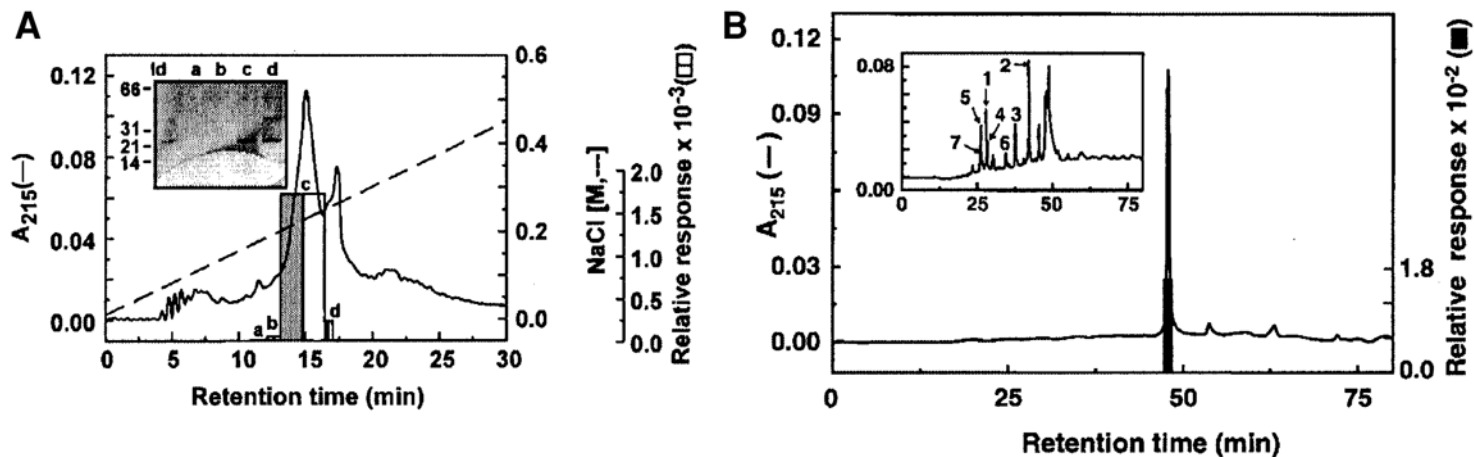 A
0.12
0.08
0.04
0.00
A215(—)
ld a b c d
66
31
21
14
c
a b d
0 5 10 15 20 25 30
Retention time (min)
0.6
0.4
0.2
0.0
NaCl [M,---]
2.0
1.5
1.0
0.5
0.0
Relative response x 10-3(□□)
B
0.12
0.09
0.06
0.03
0.00
A215 (—)
0.08
0.00
2
1
5
4
3
7
6
0 25 50 75
0 25 50 75
Retention time (min)
1.8
0.0
Relative response x 10-2 (■)